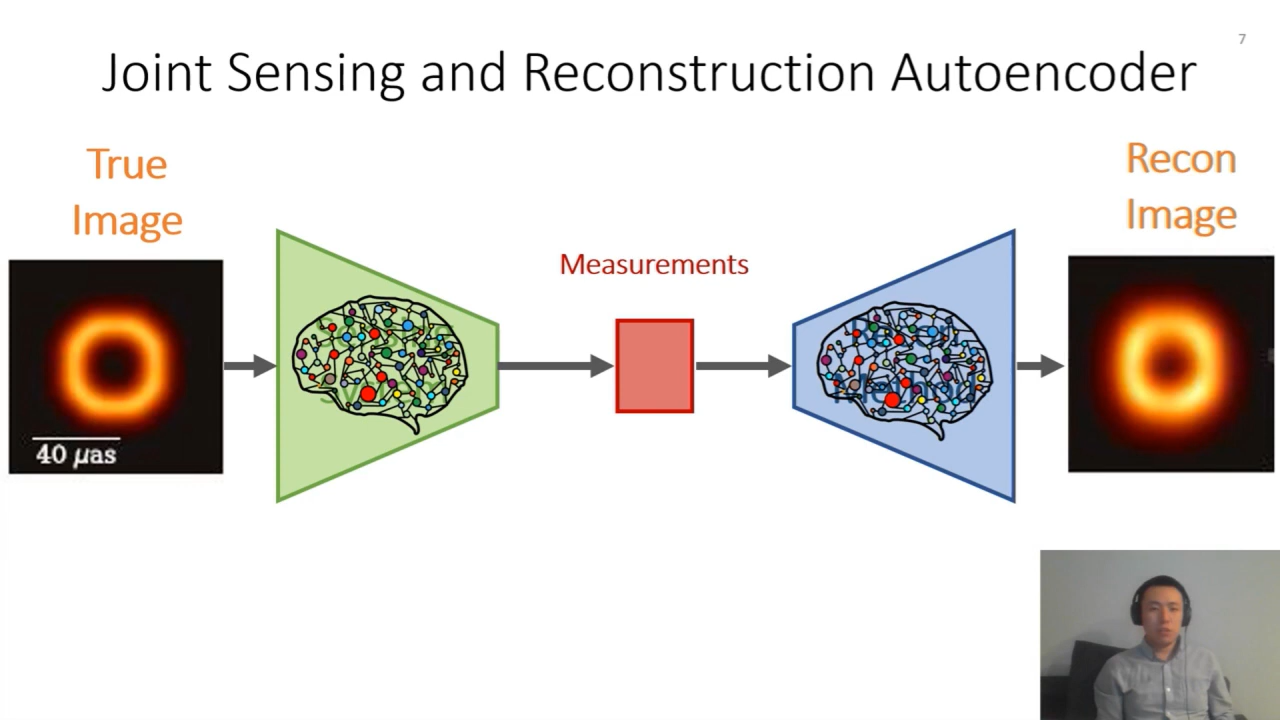 7
Joint Sensing and Reconstruction Autoencoder
True
Image
Recon
Image
Measurements
40 μas